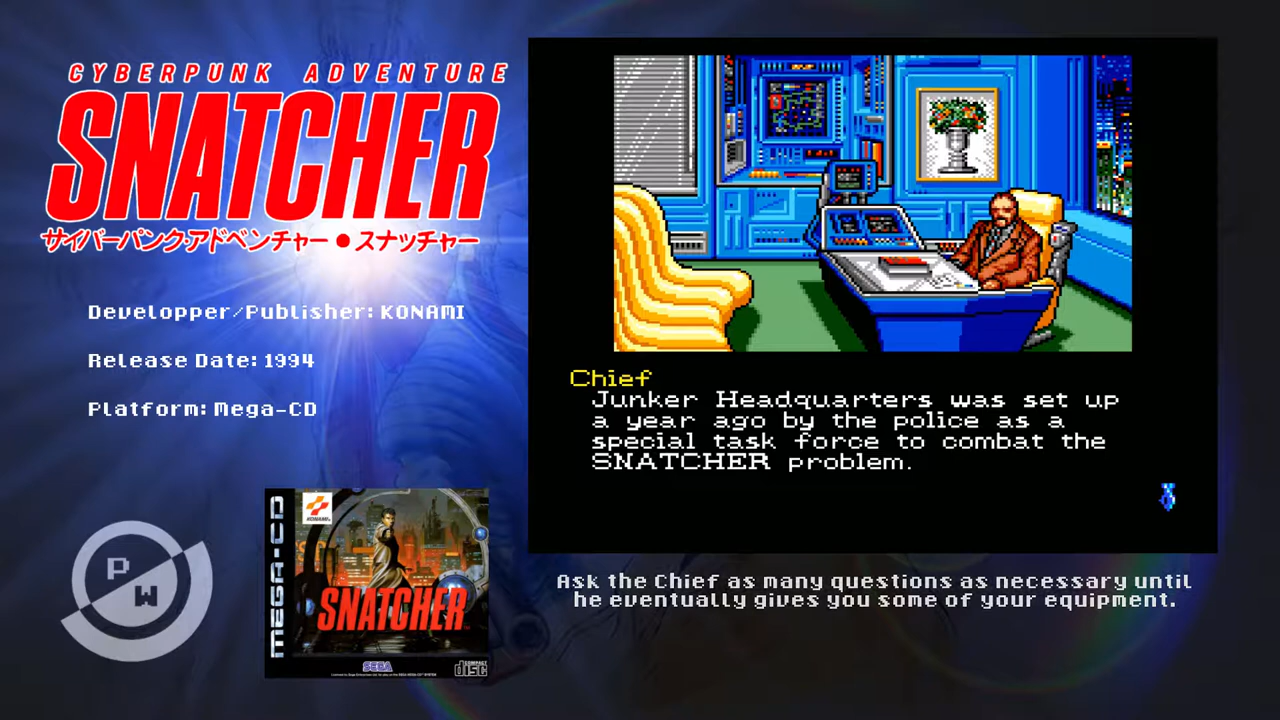 CYBERPUNK ADVENTURE
SNATCHER
サイバーパンク・アドベンチャー●スナッチャー
Developper/Publisher: KONAMI
Release Date: 1994
Platform: Mega-CD
Chief
Junker Headquarters was set up
a year ago by the police as a
special task force to combat the
SNATCHER problem.
Ask the Chief as many questions as necessary until
he eventually gives you some of your equipment.
P
W
MEGA-CD
KONAMI
SNATCHER
SEGA
COMPACT
disc